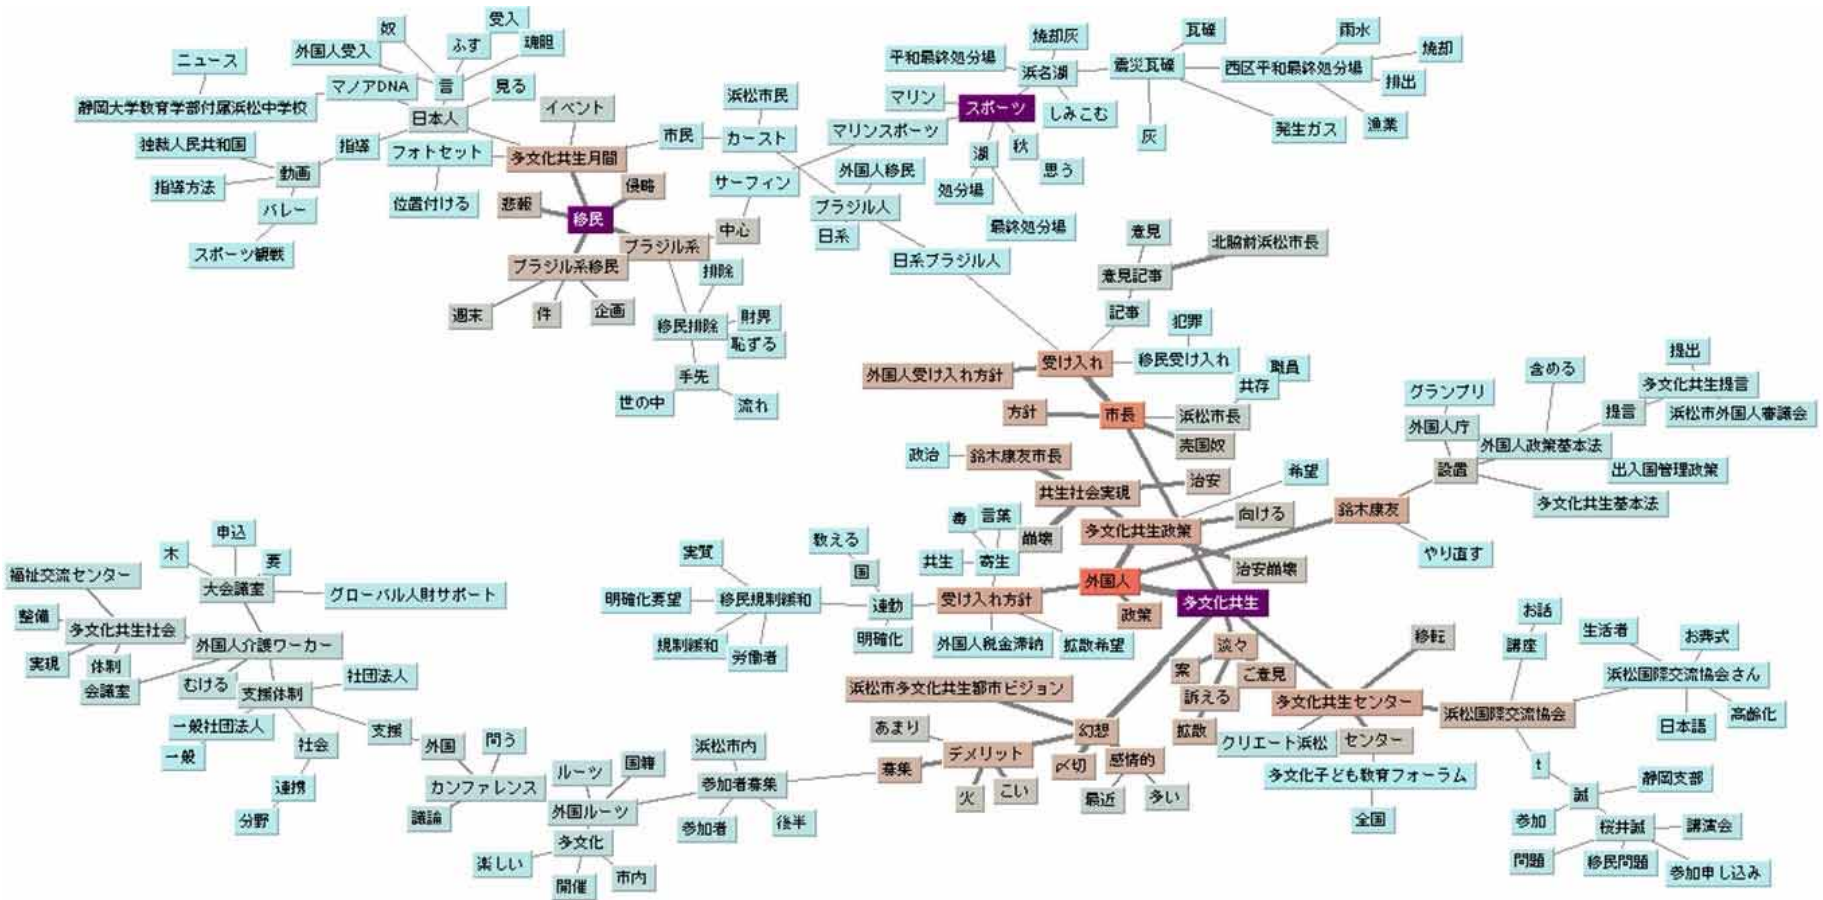 ニュース
外国人受入
奴
ふす
受入
魂胆
静岡大学教育学部付属浜松中学校
マノアDNA
言
見る
日本人
イベント
独裁人民共和国
指導
フォトセット
多文化共生月間
市民
浜松市民
カースト
指導方法
動画
位置付ける
悲報
侵略
移民
バレー
スポーツ観戦
ブラジル系
ブラジル系移民
中心
サーフィン
週末
件
企画
排除
移民排除
財界
恥ずる
手先
世の中
流れ
平和最終処分場
焼却灰
浜名湖
震災瓦礫
瓦礫
西区平和最終処分場
雨水
焼却
排出
漁業
発生ガス
灰
しみこむ
マリン
スポーツ
マリンスポーツ
湖
秋
思う
処分場
最終処分場
外国人移民
ブラジル人
日系
日系ブラジル人
意見
意見記事
北脇前浜松市長
記事
犯罪
受け入れ
移民受け入れ
外国人受け入れ方針
職員
共存
方針
市長
浜松市長
売国奴
政治
鈴木康友市長
共生社会実現
治安
希望
毒
言葉
崩壊
多文化共生政策
向ける
治安崩壊
共生
寄生
外国人
多文化共生
政策
受け入れ方針
外国人税金滞納
拡散希望
グランプリ
外国人庁
含める
提出
多文化共生提言
提言
浜松市外国人審議会
外国人政策基本法
設置
出入国管理政策
多文化共生基本法
鈴木康友
やり直す
教える
国
連動
明確化
実質
明確化要望
移民規制緩和
規制緩和
労働者
申込
木
要
福祉交流センター
大会議室
グローバル人財サポート
整備
多文化共生社会
外国人介護ワーカー
実現
体制
会議室
むける
支援体制
社団法人
一般社団法人
一般
社会
支援
連携
分野
外国
問う
カンファレンス
議論
ルーツ
国籍
外国ルーツ
多文化
楽しい
開催
市内
浜松市内
参加者募集
参加者
後半
浜松市多文化共生都市ビジョン
あまり
デメリット
幻想
募集
火
こい
〆切
感情的
最近
多い
淡々
案
ご意見
訴える
拡散
移転
多文化共生センター
クリエート浜松
センター
多文化子ども教育フォーラム
全国
お話
講座
生活者
お葬式
浜松国際交流協会さん
浜松国際交流協会
日本語
高齢化
t
誠
静岡支部
参加
桜井誠
講演会
問題
移民問題
参加申し込み